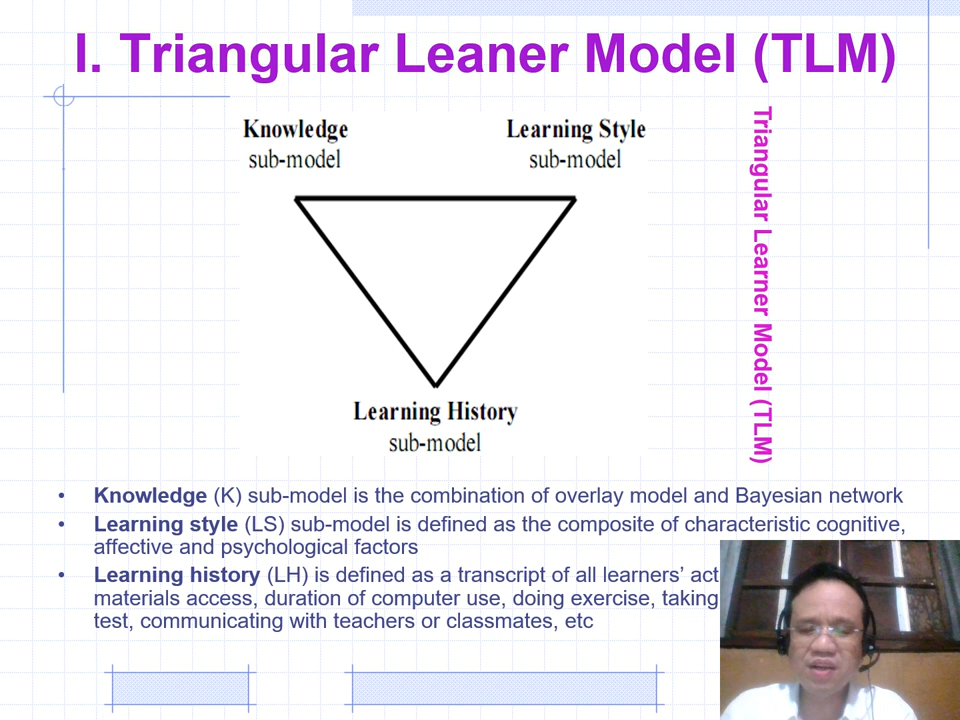 I. Triangular Leaner Model (TLM)
Knowledge
sub-model
Learning Style
sub-model
Learning History
sub-model
Triangular Learner Model (TLM)
• Knowledge (K) sub-model is the combination of overlay model and Bayesian network
• Learning style (LS) sub-model is defined as the composite of characteristic cognitive,
affective and psychological factors
• Learning history (LH) is defined as a transcript of all learners’ act
materials access, duration of computer use, doing exercise, taking
test, communicating with teachers or classmates, etc